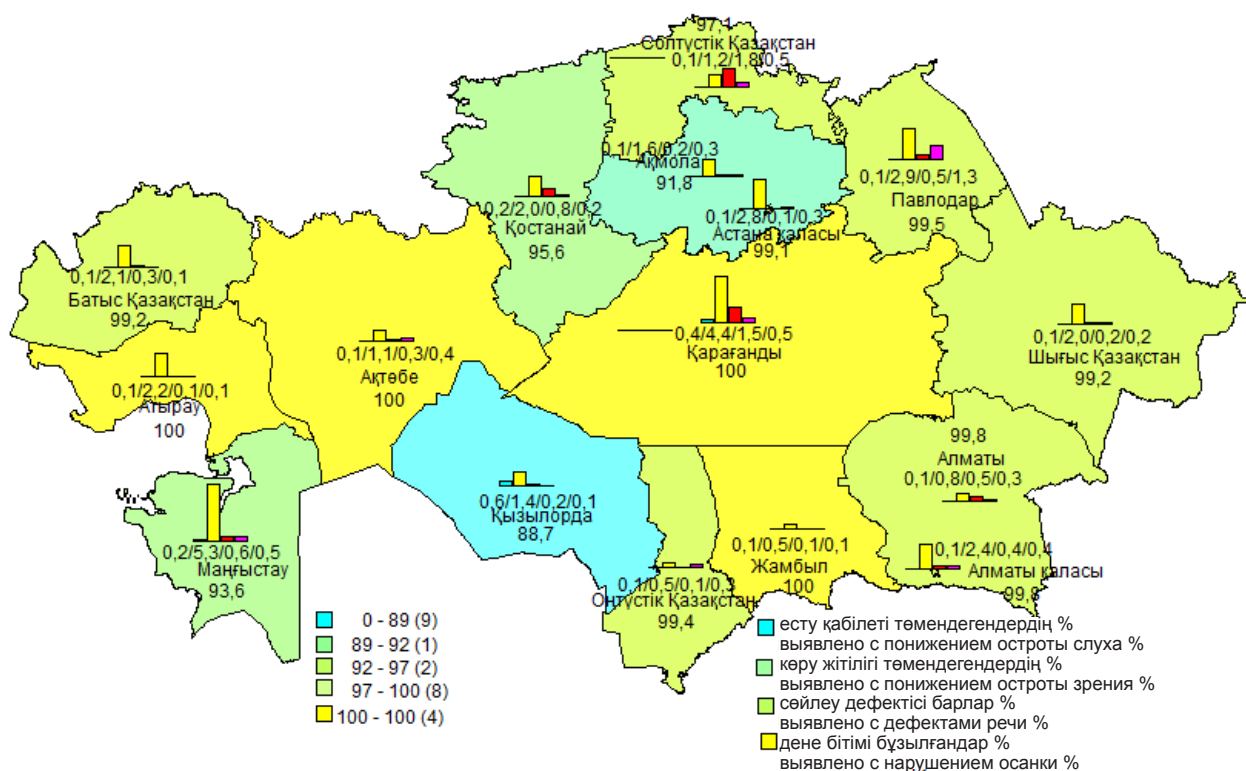 97,1
Солтүстік Қазақстан
0,1/1,2/1,8/0,5
0,1/1,6/0,2/0,3
Ақмола
91,8
0,1/2,9/0,5/1,3
Павлодар
99,5
0,2/2,0/0,8/0,2
Қостанай
95,6
0,1/2,8/0,1/0,3
Астана қаласы
99,1
0,1/2,1/0,3/0,1
Батыс Қазақстан
99,2
0,4/4,4/1,5/0,5
Қарағанды
100
0,1/2,0/0,2/0,2
Шығыс Қазақстан
99,2
0,1/1,1/0,3/0,4
Ақтөбе
100
0,1/2,2/0,1/0,1
Атырау
100
99,8
Алматы
0,1/0,8/0,5/0,3
0,6/1,4/0,2/0,1
Қызылорда
88,7
0,2/5,3/0,6/0,5
Маңғыстау
93,6
0,1/0,5/0,1/0,1
Жамбыл
100
0,1/2,4/0,4/0,4
Алматы қаласы
99,8
0,1/0,5/0,1/0,3
Оңтүстік Қазақстан
99,4
0 - 89 (9)
89 - 92 (1)
92 - 97 (2)
97 - 100 (8)
100 - 100 (4)
есту қабілеті төмендегендердің %
выявлено с понижением остроты слуха %
көру жітілігі төмендегендердің %
выявлено с понижением остроты зрения %
сөйлеу дефектісі барлар %
выявлено с дефектами речи %
дене бітімі бұзылғандар %
выявлено с нарушением осанки %